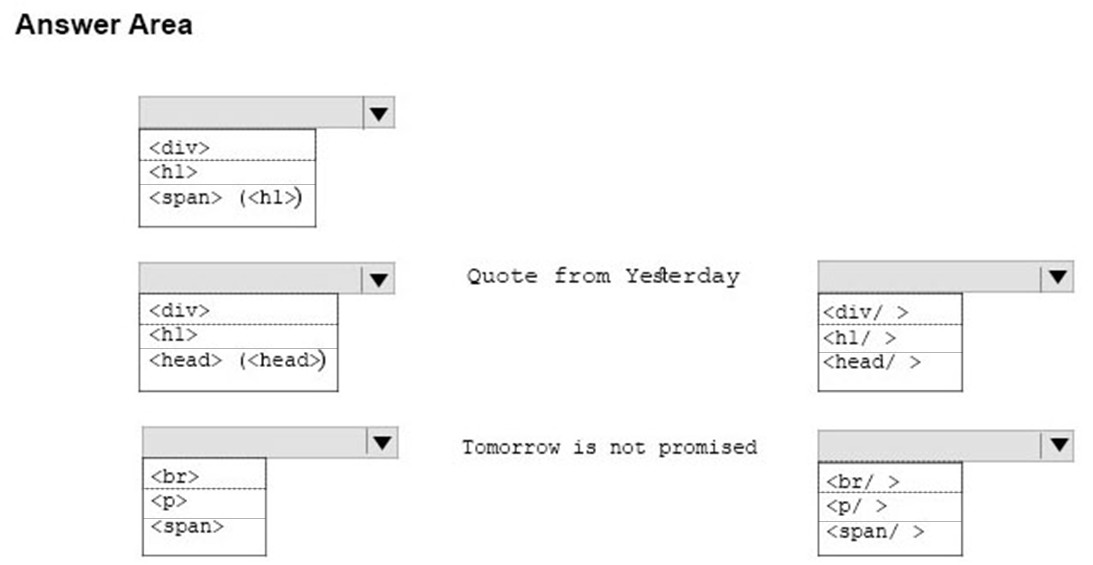 Answer Area
<div>
<hl>
<span> (<hl>)
Quote from Yesterday
<div>
<hl>
<head> (<head>)
<div/ >
<hl/ >
<head/ >
Tomorrow is not promised
<br>
<p>
<span>
<br/ >
<p/ >
<span/ >